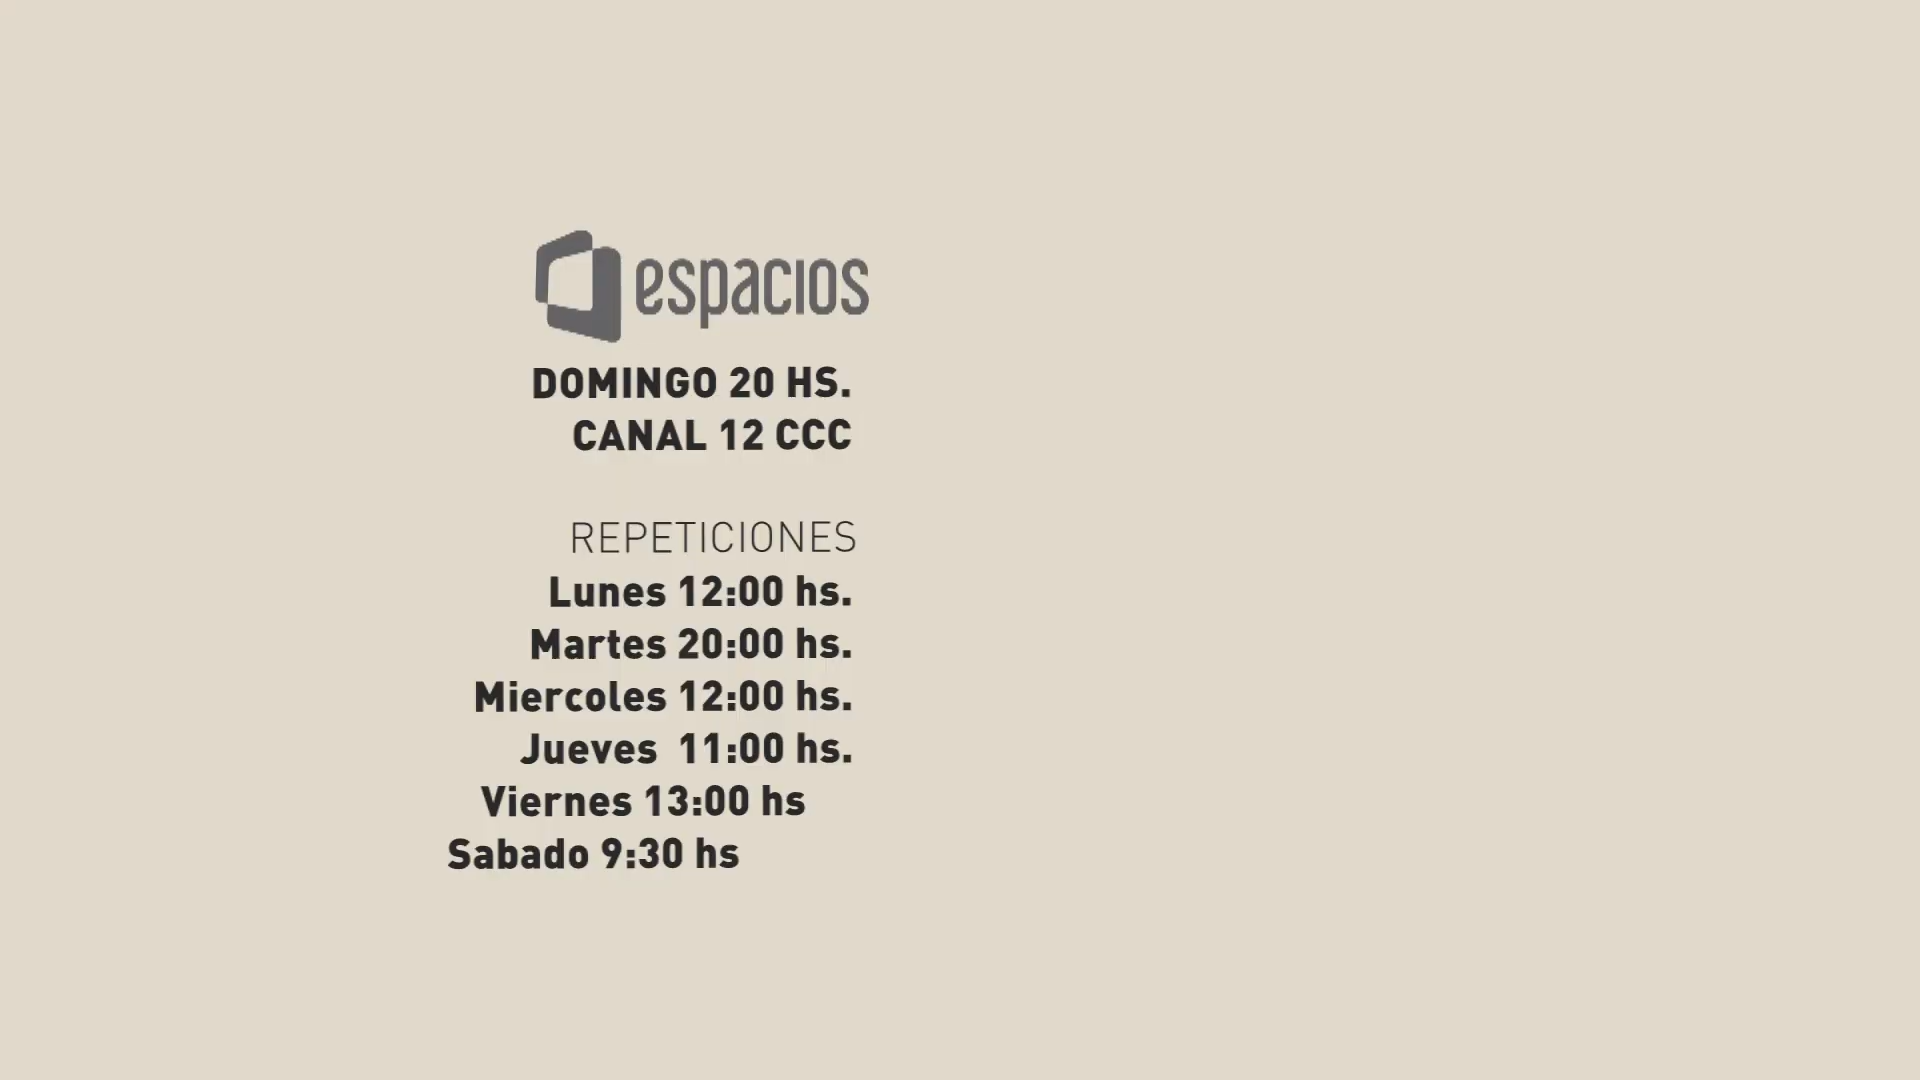 espacios
DOMINGO 20 HS.
CANAL 12 CCC
REPETICIONES
Lunes 12:00 hs.
Martes 20:00 hs.
Miercoles 12:00 hs.
Jueves  11:00 hs.
Viernes 13:00 hs
Sabado 9:30 hs